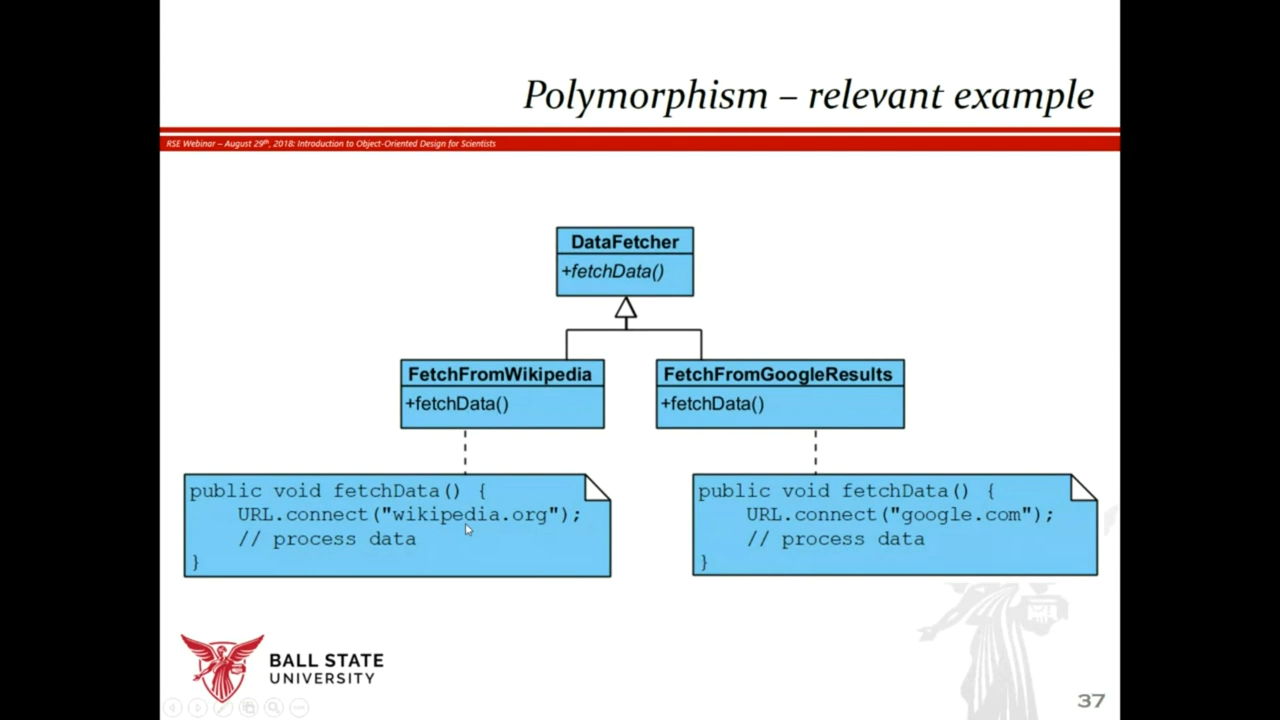 Polymorphism – relevant example
RSE Webinar – August 29th, 2018: Introduction to Object-Oriented Design for Scientists
DataFetcher
+fetchData()
FetchFromWikipedia
+fetchData()
FetchFromGoogleResults
+fetchData()
public void fetchData() {
URL.connect("wikipedia.org");
// process data
}
public void fetchData() {
URL.connect("google.com");
// process data
}
BALL STATE
UNIVERSITY
37